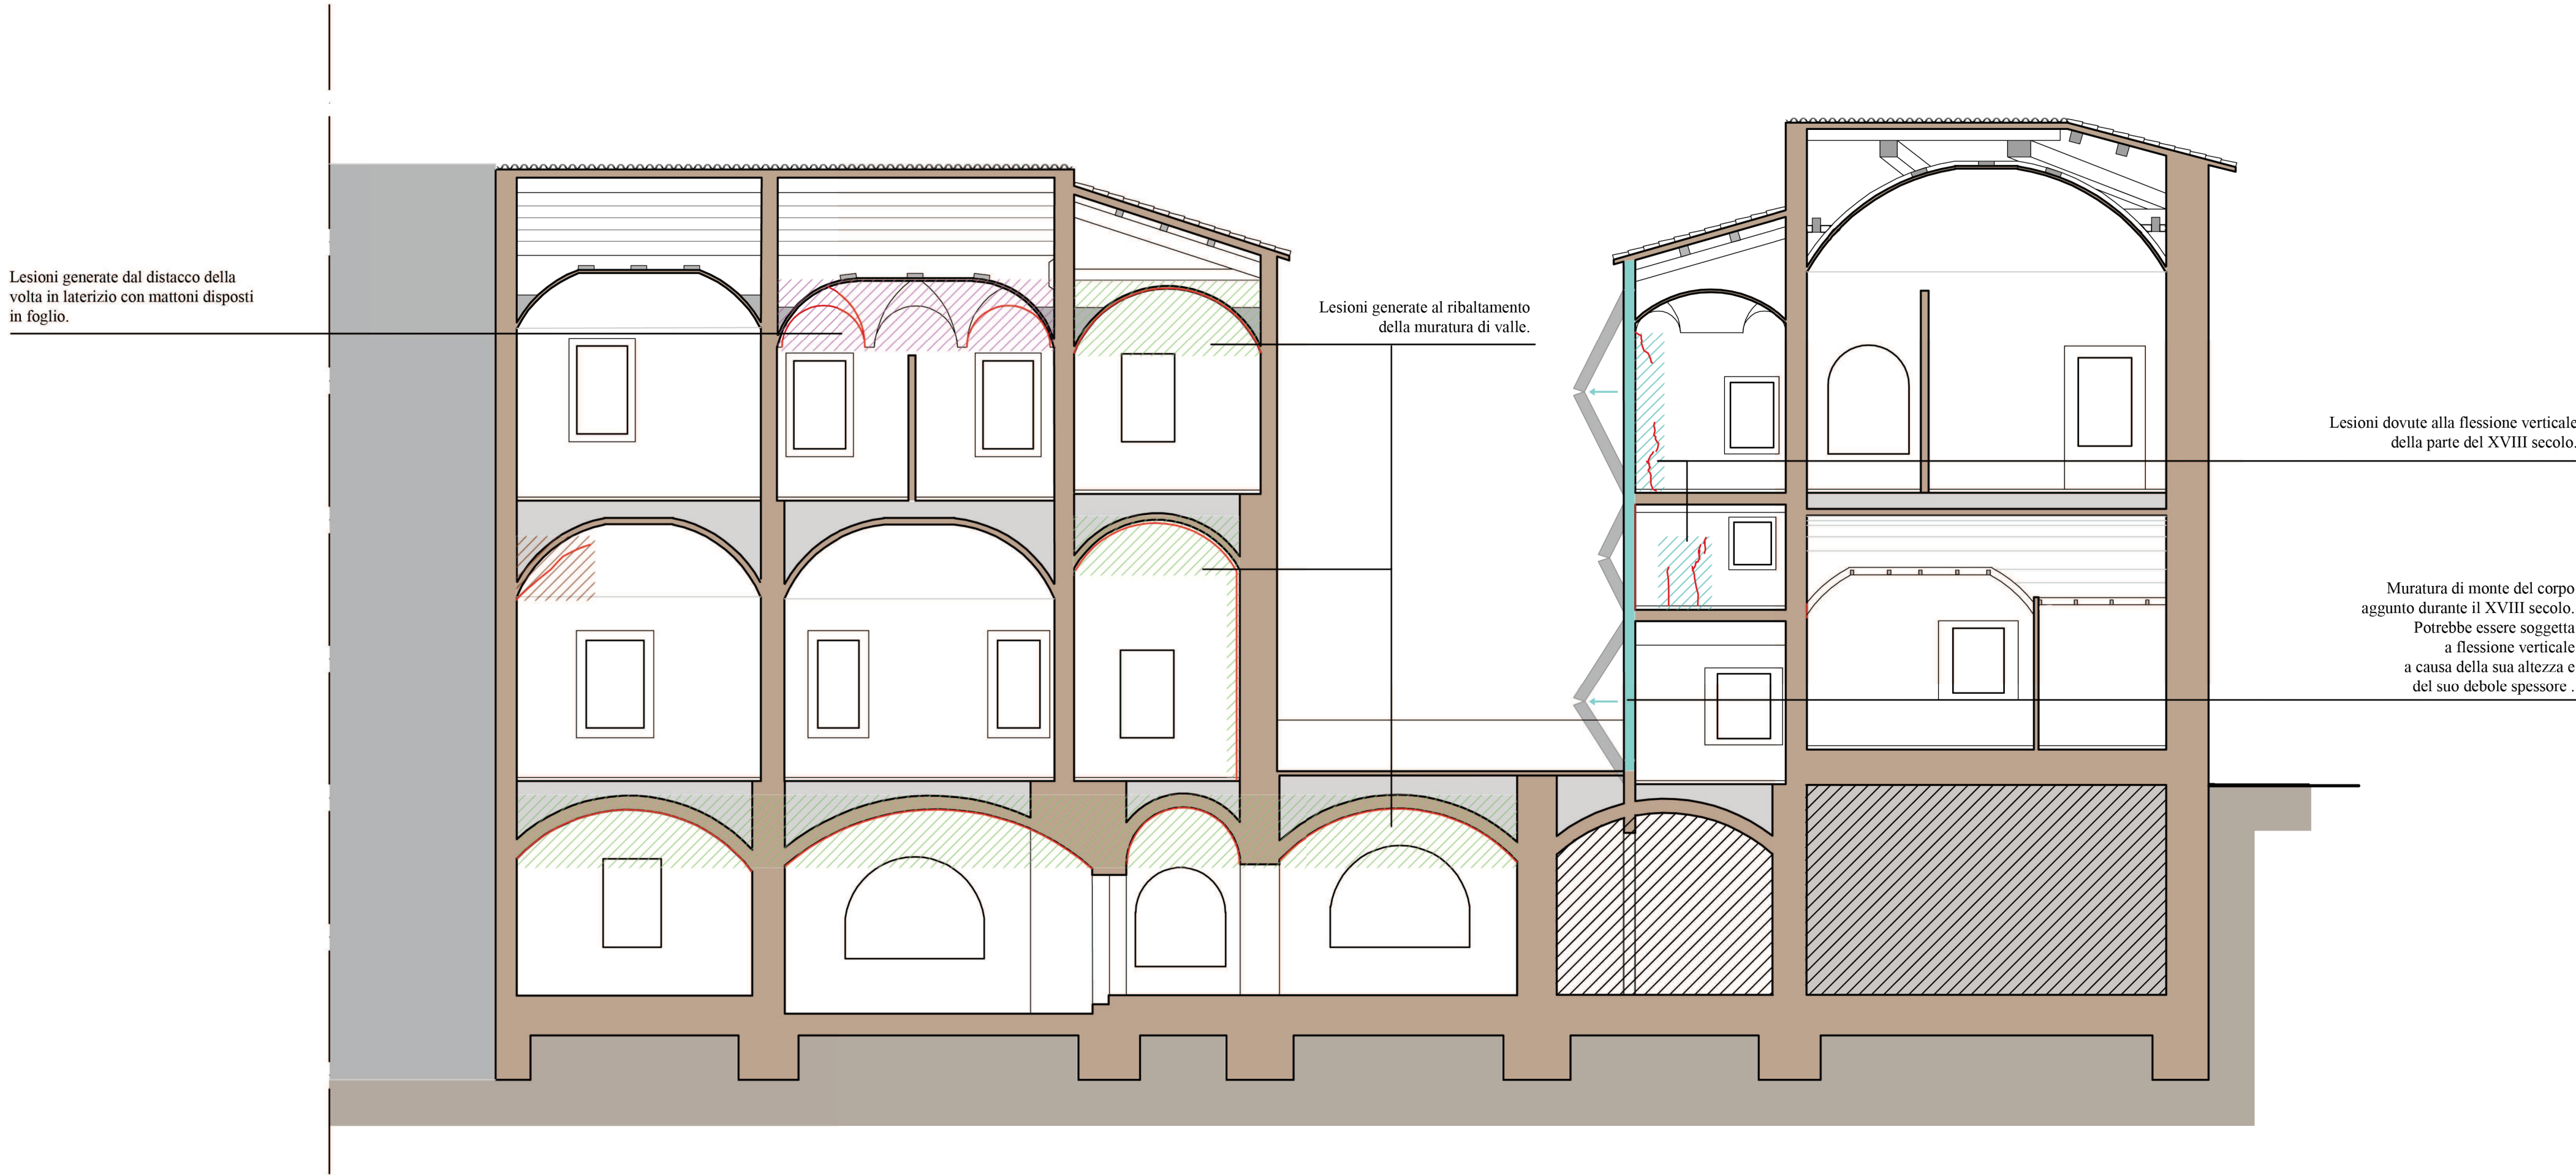 Lesioni generate dal distacco della
volta in laterizio con mattoni disposti
in foglio.
Lesioni generate al ribaltamento
della muratura di valle.
Lesioni dovute alla flessione verticale
della parte del XVIII secolo.
Muratura di monte del corpo
aggunto durante il XVIII secolo.
Potrebbe essere soggetta
a flessione verticale
a causa della sua altezza e
del suo debole spessore .